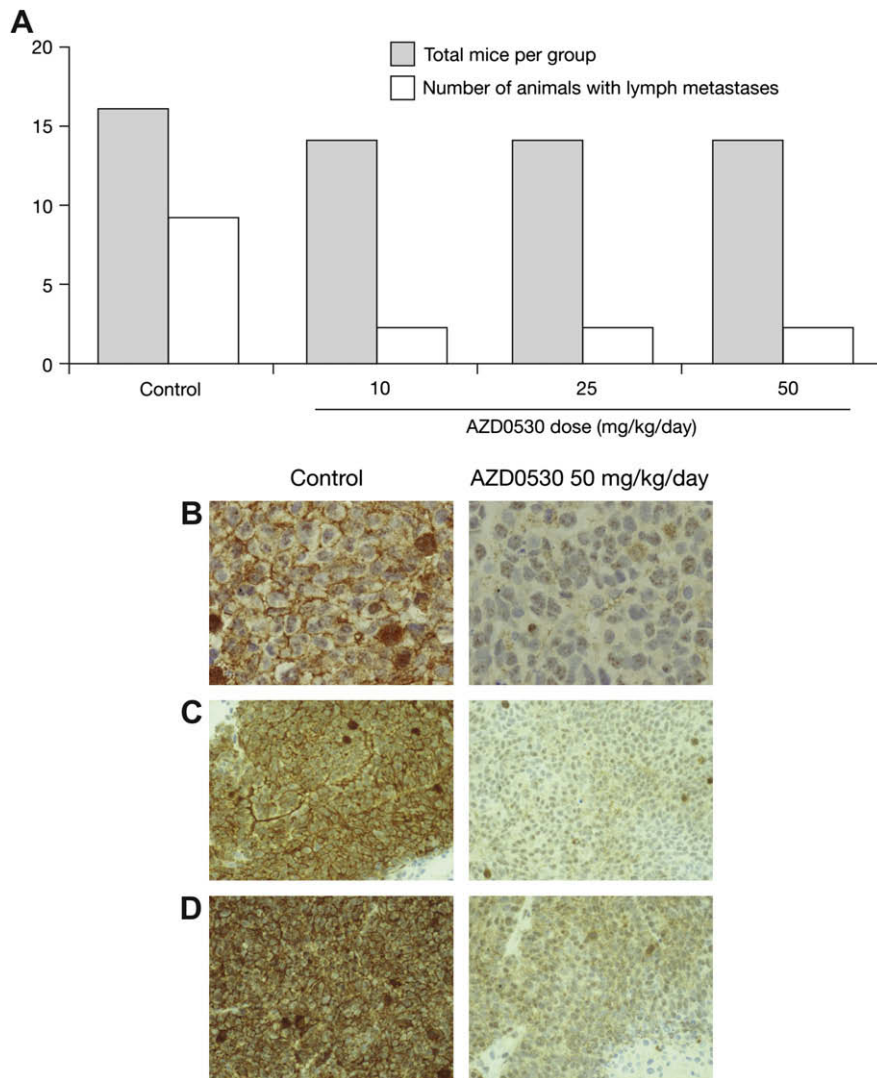 A
20
15
10
5
0
Total mice per group
Number of animals with lymph metastases
Control
10
25
50
AZD0530 dose (mg/kg/day)
Control
AZD0530 50 mg/kg/day
B
C
D